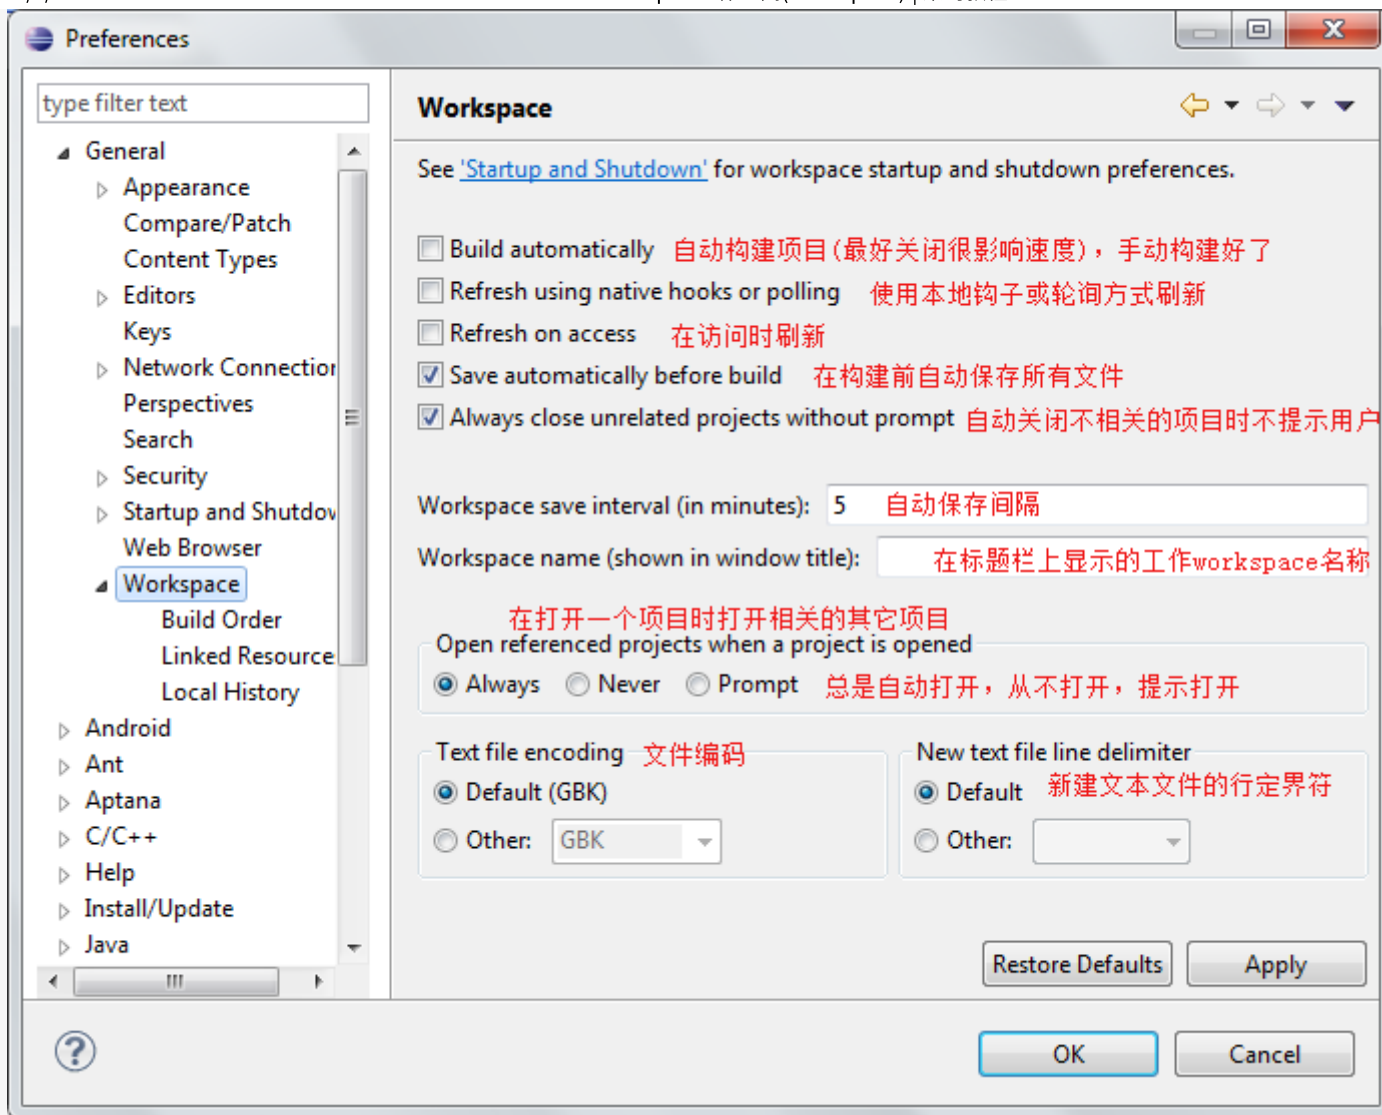 Preferences
type filter text
General
Appearance
Compare/Patch
Content Types
Editors
Keys
Network Connection
Perspectives
Search
Security
Startup and Shutdow
Web Browser
Workspace
Build Order
Linked Resource
Local History
Android
Ant
Aptana
C/C++
Help
Install/Update
Java
Workspace
See 'Startup and Shutdown' for workspace startup and shutdown preferences.
Build automatically 自动构建项目(最好关闭很影响速度)，手动构建好了
Refresh using native hooks or polling 使用本地钩子或轮询方式刷新
Refresh on access 在访问时刷新
Save automatically before build 在构建前自动保存所有文件
Always close unrelated projects without prompt 自动关闭不相关的项目时不提示用户
Workspace save interval (in minutes): 5 自动保存间隔
Workspace name (shown in window title): 在标题栏上显示的工作workspace名称
在打开一个项目时打开相关的其它项目
Open referenced projects when a project is opened
Always Never Prompt 总是自动打开，从不打开，提示打开
Text file encoding 文件编码
Default (GBK)
Other: GBK
New text file line delimiter
Default 新建文本文件的行定界符
Other:
Restore Defaults Apply
OK Cancel